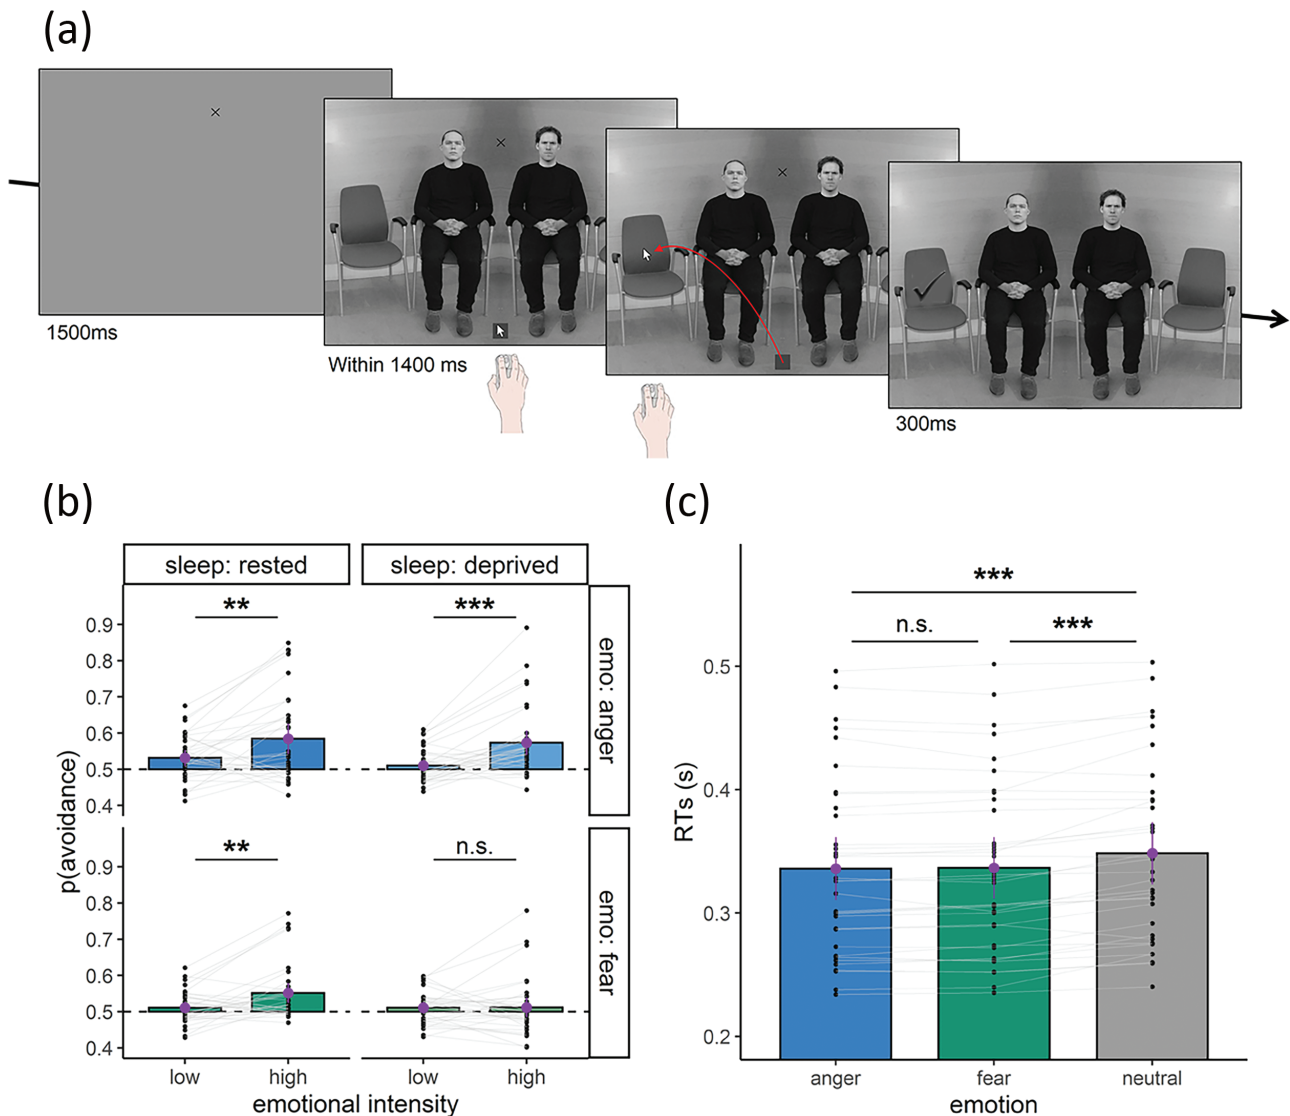 (a)
1500ms
Within 1400 ms
300ms
(b)
sleep: rested
sleep: deprived
**
***
0.9
0.8
0.7
0.6
0.5
0.4
emo: anger
**
n.s.
0.9
0.8
0.7
0.6
0.5
0.4
emo: fear
p(avoidance)
low
high
low
high
emotional intensity
(c)
***
n.s.
***
0.5
0.4
0.3
0.2
RTs (s)
anger
fear
neutral
emotion